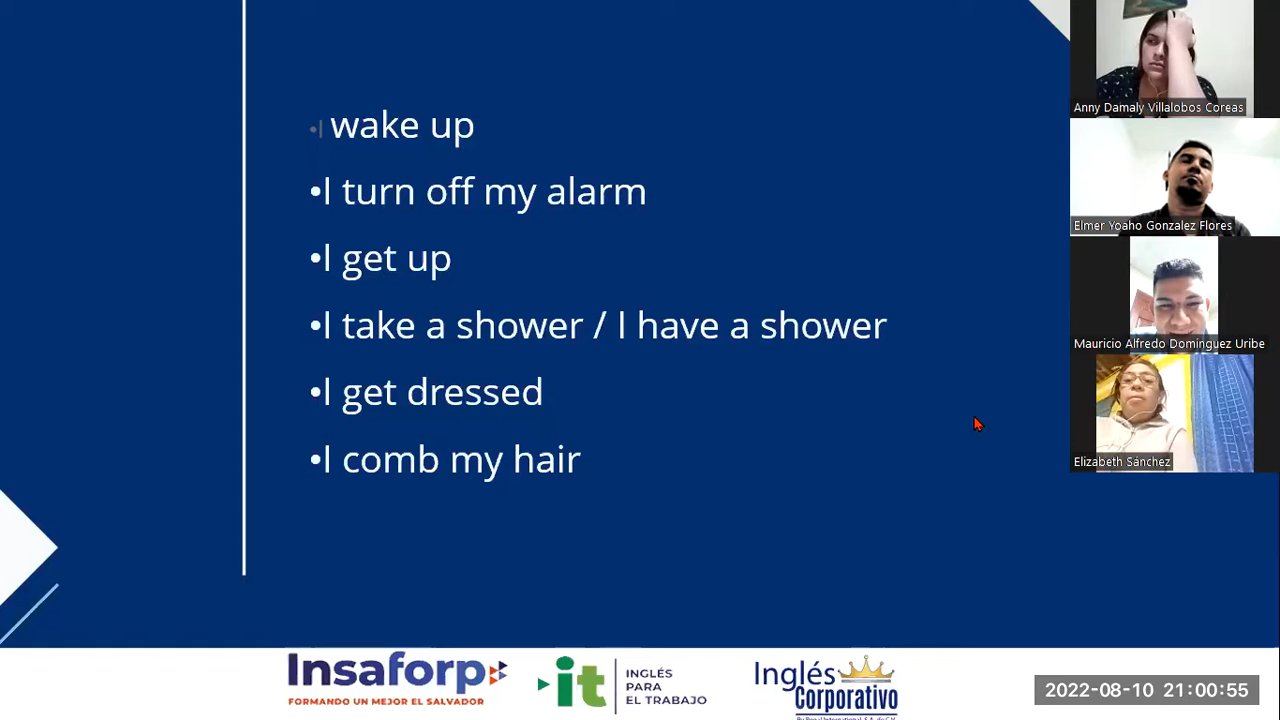 •I wake up
•I turn off my alarm
•I get up
•I take a shower / I have a shower
•I get dressed
•I comb my hair
Anny Damaly Villalobos Coreas
Elmer Yoaho Gonzalez Flores
Mauricio Alfredo Dominguez Uribe
Elizabeth Sánchez
Insaforp
FORMANDO UN MEJOR EL SALVADOR
it
INGLÉS
PARA
EL TRABAJO
Inglés
Corporativo
2022-08-10 21:00:55